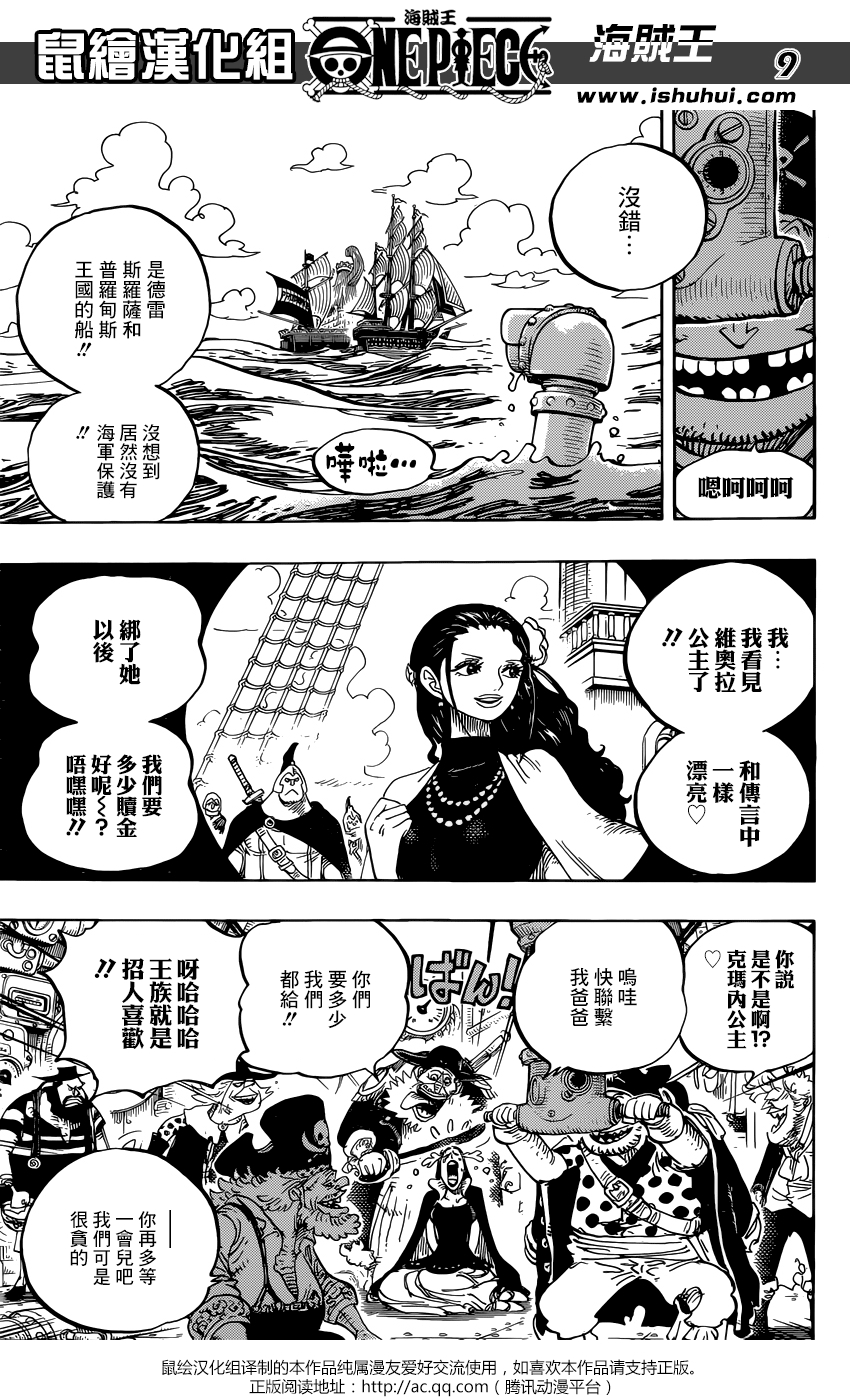 鼠繪漢化組
海賊王
ONE PIECE
海賊王
9
www.ishuhui.com
嗯呵呵呵
沒錯…
是德雷
斯羅薩和
普羅甸斯
王國的船!!
沒想到
居然沒有
海軍保護
!!
嘩啦…
我…
我看見
維奧拉
公主了
!!
和傳言中
一樣
漂亮♡
綁了她
以後
我們要
多少贖金
好呢～?
唔嘿嘿!!
你說
是不是啊!?
克瑪內公主
♡
嗚哇
快聯繫
我爸爸
ばん!
你們
要多少
我們
都給!!
呀哈哈哈
王族就是
招人喜歡
!!
——
你再多等
一會兒吧
我們可是
很貪的
鼠绘汉化组译制的本作品纯属漫友爱好交流使用，如喜欢本作品请支持正版。
正版阅读地址：http://ac.qq.com（腾讯动漫平台）